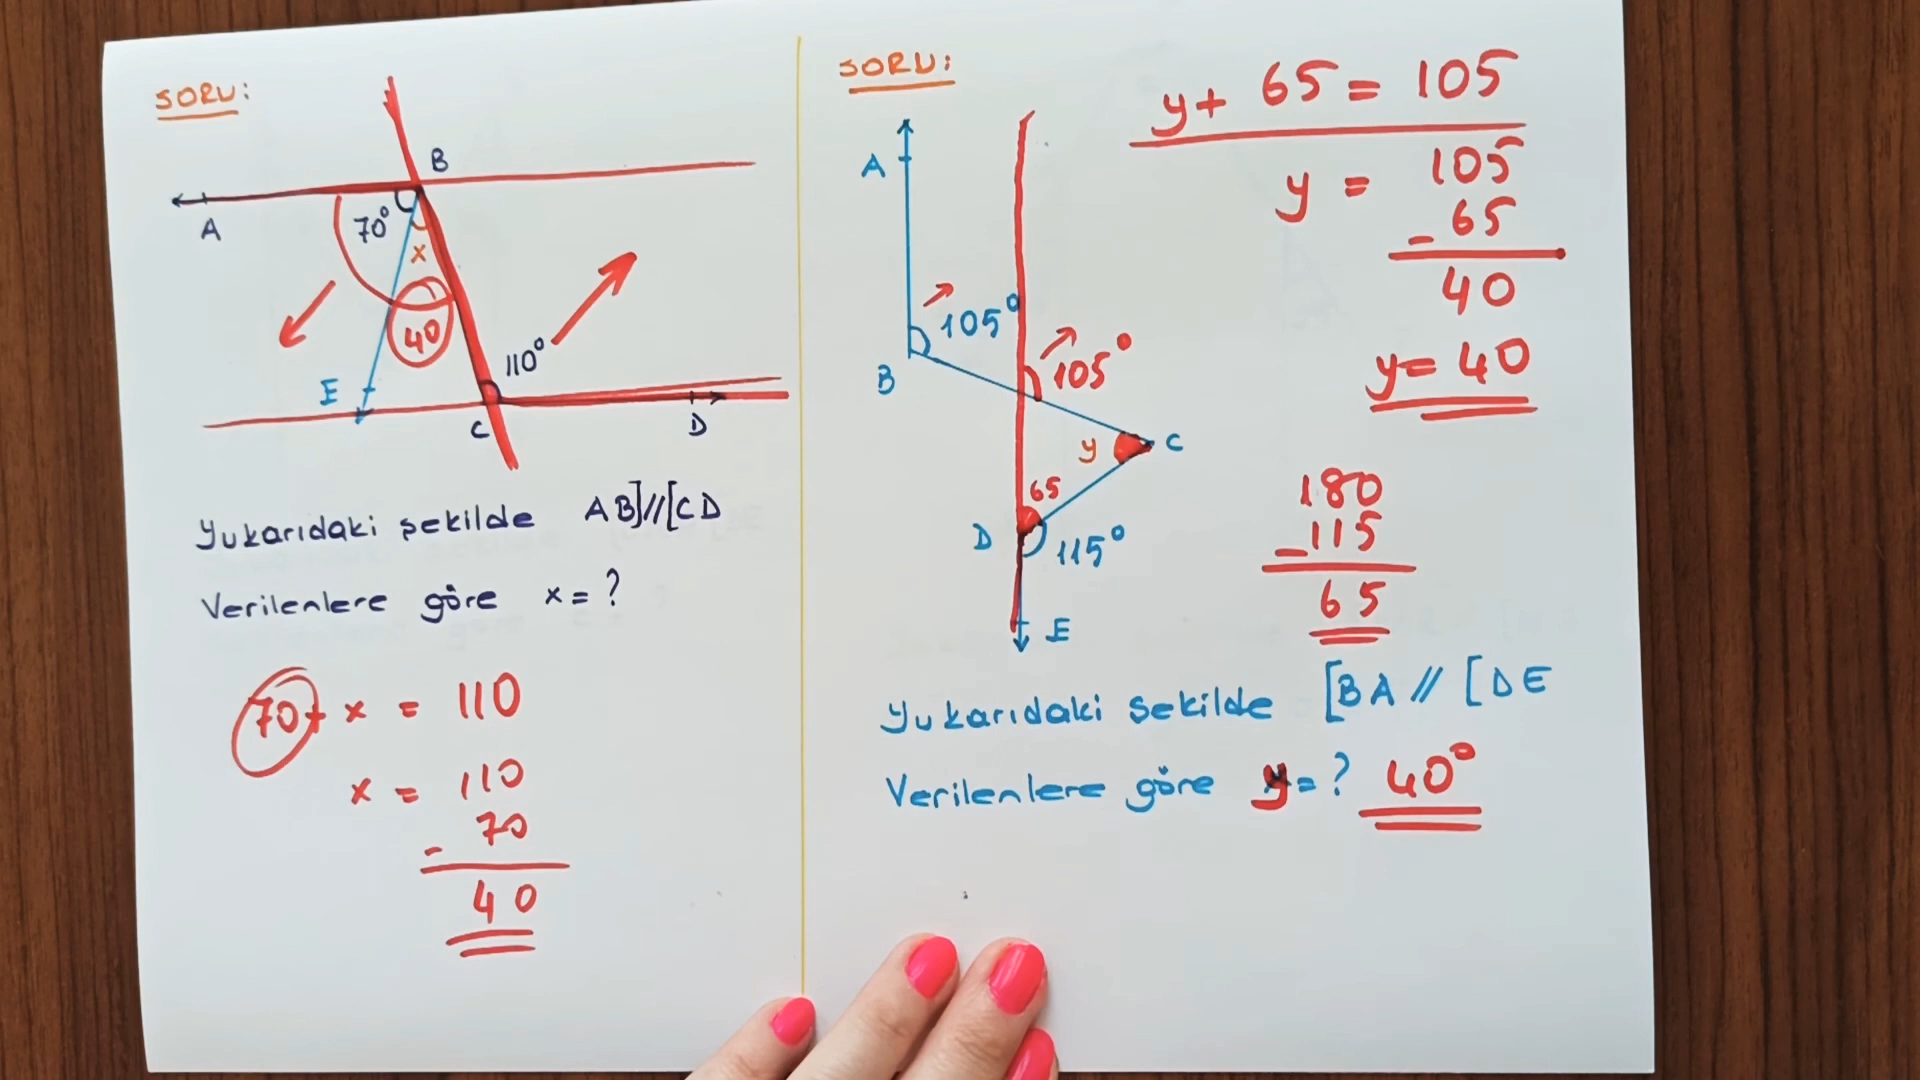 SORU:
B
A
70°
x
40
110°
E
C
D
Yukarıdaki şekilde AB]//[CD
Verilenlere göre x=?
70+ x = 110
x = 110
- 70
40
SORU:
A
105°
B
105°
y
C
65
D
115°
E
y+ 65 = 105
y = 105
- 65
40
y=40
180
-115
65
Yukarıdaki şekilde [BA // [DE
Verilenlere göre y=? 40°